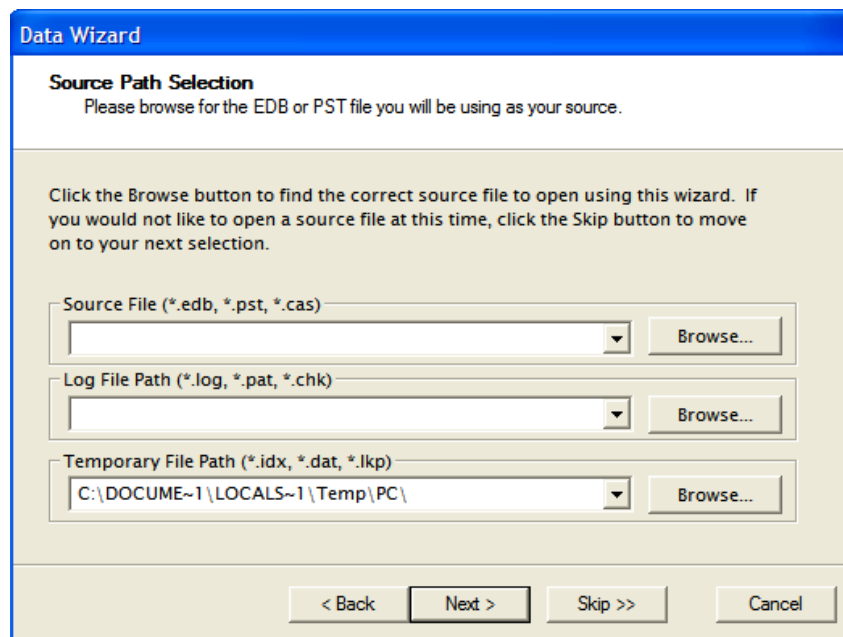 Data Wizard
Source Path Selection
Please browse for the EDB or PST file you will be using as your source.
Click the Browse button to find the correct source file to open using this wizard. If
you would not like to open a source file at this time, click the Skip button to move
on to your next selection.
Source File (*.edb, *.pst, *.cas)
Browse...
Log File Path (*.log, *.pat, *.chk)
Browse...
Temporary File Path (*.idx, *.dat, *.lkp)
C:\DOCUME~1\LOCALS~1\Temp\PC\
Browse...
< Back
Next >
Skip >>
Cancel